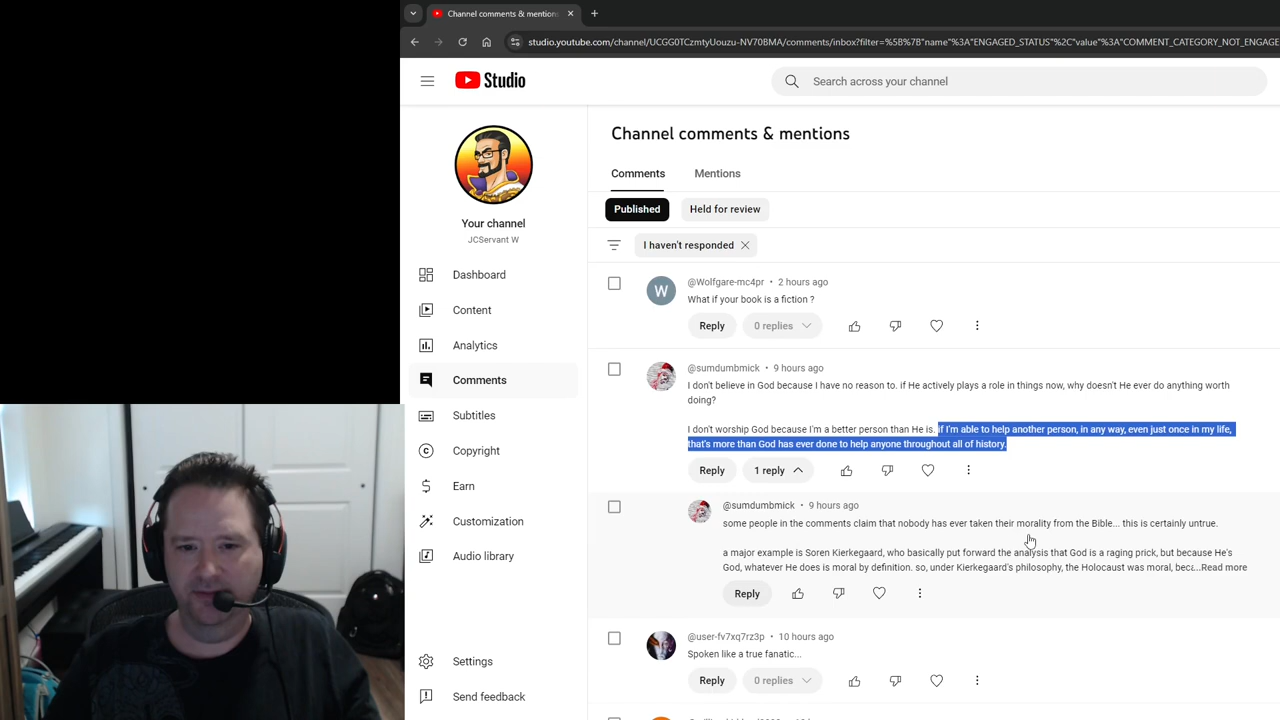 Channel comments & mentions
studio.youtube.com/channel/UCGG0TCzmtyUouzu-NV70BMA/comments/inbox?filter=%5B%7B"name"%3A"ENGAGED_STATUS"%2C"value"%3A"COMMENT_CATEGORY_NOT_ENGAGE
Studio
Search across your channel
Your channel
JCServant W
Dashboard
Content
Analytics
Comments
Subtitles
Copyright
Earn
Customization
Audio library
Settings
Send feedback
Channel comments & mentions
Comments Mentions
Published Held for review
I haven't responded
W
@Wolfgare-mc4pr • 2 hours ago
What if your book is a fiction ?
Reply 0 replies
@sumdumbmick • 9 hours ago
I don't believe in God because I have no reason to. if He actively plays a role in things now, why doesn't He ever do anything worth
doing?
I don't worship God because I'm a better person than He is. if I'm able to help another person, in any way, even just once in my life,
that's more than God has ever done to help anyone throughout all of history.
Reply 1 reply
@sumdumbmick • 9 hours ago
some people in the comments claim that nobody has ever taken their morality from the Bible... this is certainly untrue.
a major example is Soren Kierkegaard, who basically put forward the analysis that God is a raging prick, but because He's
God, whatever He does is moral by definition. so, under Kierkegaard's philosophy, the Holocaust was moral, beca...Read more
Reply
@user-fv7xq7rz3p • 10 hours ago
Spoken like a true fanatic...
Reply 0 replies